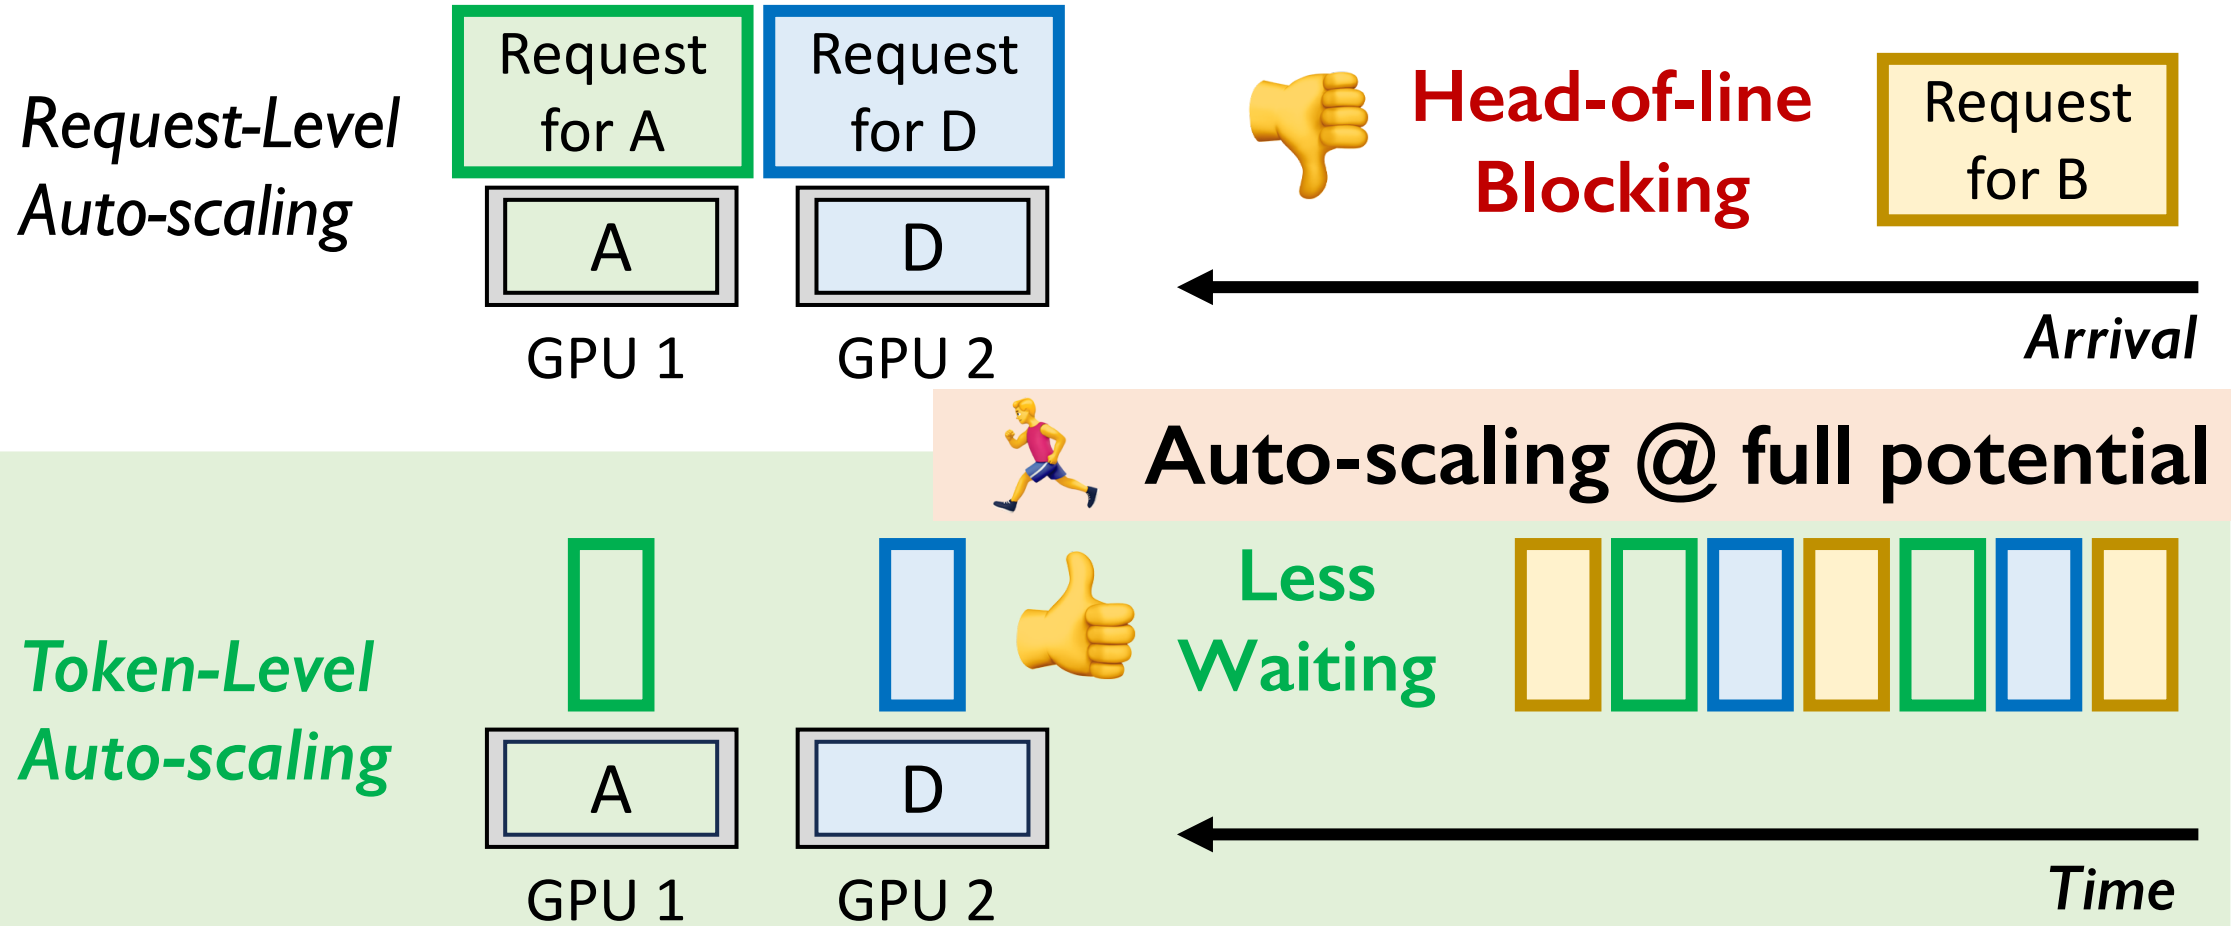 Request-Level
Auto-scaling
Request
for A
Request
for D
A
D
GPU 1
GPU 2
Head-of-line
Blocking
Request
for B
Arrival
Auto-scaling @ full potential
Token-Level
Auto-scaling
A
D
GPU 1
GPU 2
Less
Waiting
Time